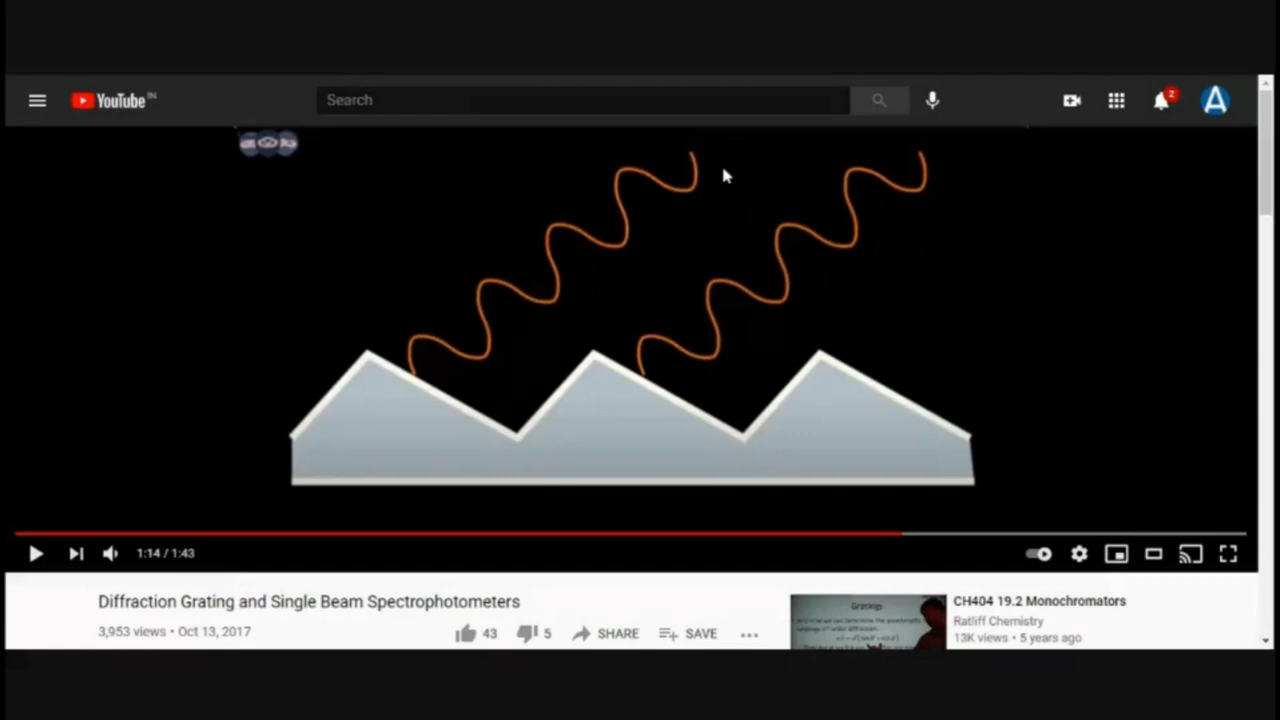 YouTube IN
Search
2
A
1:14 / 1:43
Diffraction Grating and Single Beam Spectrophotometers
3,953 views • Oct 13, 2017
43
5
SHARE
SAVE
Gratings
CH404 19.2 Monochromators
Ratliff Chemistry
13K views • 5 years ago